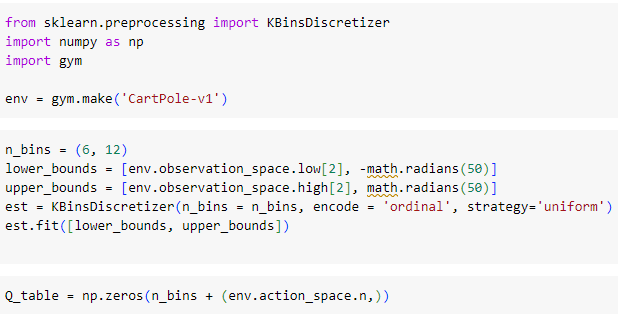 from sklearn.preprocessing import KBinsDiscretizer
import numpy as np
import gym
env = gym.make('CartPole-v1')
n_bins = (6, 12)
lower_bounds = [env.observation_space.low[2], -math.radians(50)]
upper_bounds = [env.observation_space.high[2], math.radians(50)]
est = KBinsDiscretizer(n_bins = n_bins, encode = 'ordinal', strategy='uniform')
est.fit([lower_bounds, upper_bounds])
Q_table = np.zeros(n_bins + (env.action_space.n,))